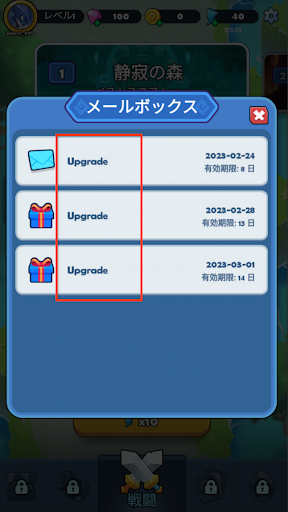 レベル1
100
0
40
03:15
1
静寂の森
メールボックス
Upgrade
2023-02-24
有効期限: 8 日
Upgrade
2023-02-28
有効期限: 13 日
Upgrade
2023-03-01
有効期限: 14 日
x10
戦闘